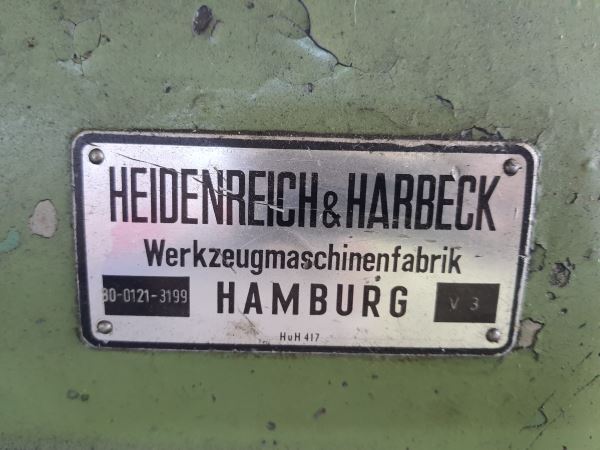 HEIDENREICH & HARBECK
Werkzeugmaschinenfabrik
30-0121-3199 HAMBURG V 3
HuH 417